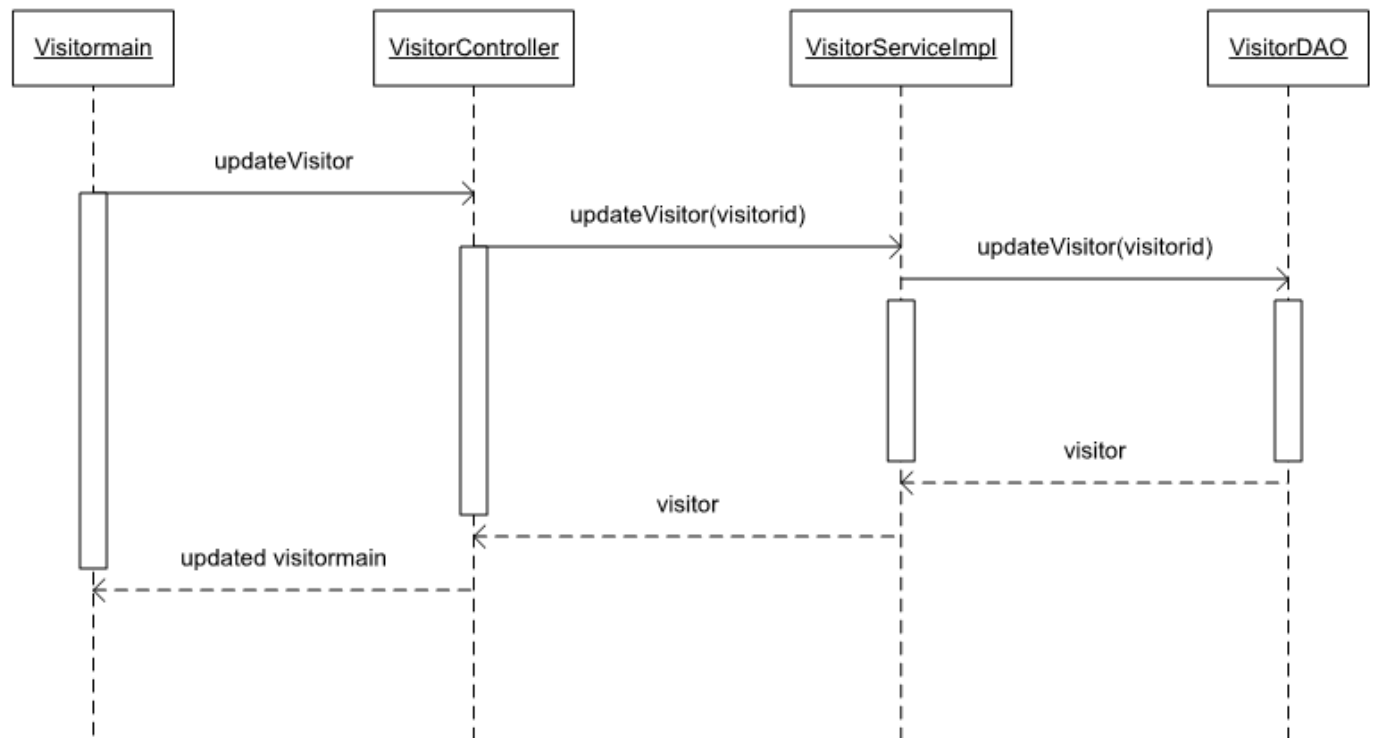 Visitormain
VisitorController
VisitorServiceImpl
VisitorDAO
updateVisitor
updateVisitor(visitorid)
updateVisitor(visitorid)
visitor
visitor
updated visitormain